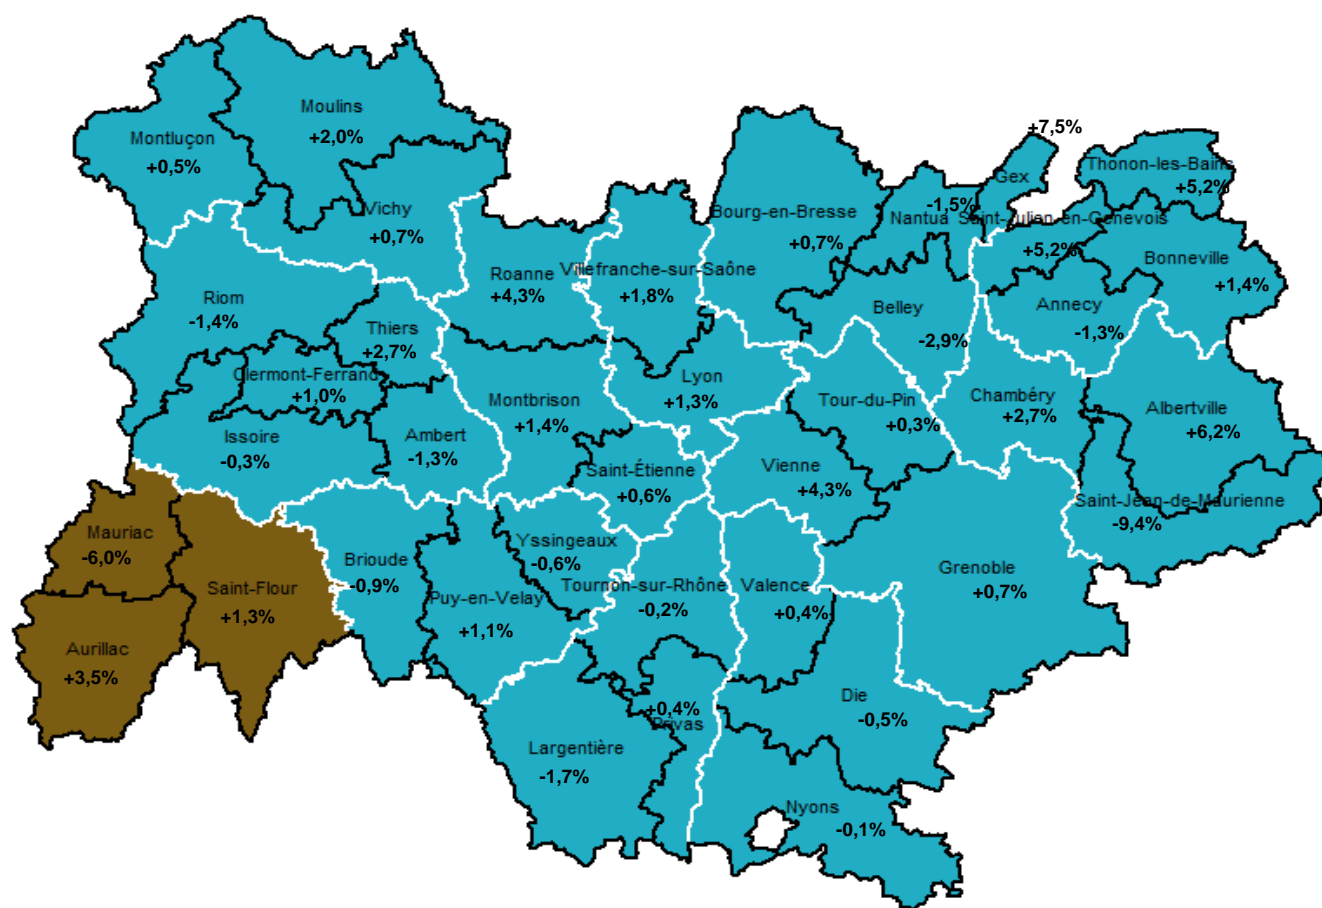 Moulins
+2,0%
Montluçon
+0,5%
Vichy
+0,7%
+7,5%
Gex
Thonon-les-Bains
+5,2%
Bourg-en-Bresse
+0,7%
-1,5%
Nantua
Saint-Julien-en-Genevois
+5,2%
Bonneville
+1,4%
Roanne
+4,3%
Villefranche-sur-Saône
+1,8%
Riom
-1,4%
Thiers
+2,7%
Belley
-2,9%
Annecy
-1,3%
Clermont-Ferrand
+1,0%
Montbrison
+1,4%
Lyon
+1,3%
Tour-du-Pin
+0,3%
Chambéry
+2,7%
Albertville
+6,2%
Issoire
-0,3%
Ambert
-1,3%
Saint-Étienne
+0,6%
Vienne
+4,3%
Saint-Jean-de-Maurienne
-9,4%
Mauriac
-6,0%
Saint-Flour
+1,3%
Brioude
-0,9%
Yssingeaux
-0,6%
Puy-en-Velay
+1,1%
Tournon-sur-Rhône
-0,2%
Valence
+0,4%
Grenoble
+0,7%
Aurillac
+3,5%
+0,4%
Privas
Die
-0,5%
Largentière
-1,7%
Nyons
-0,1%